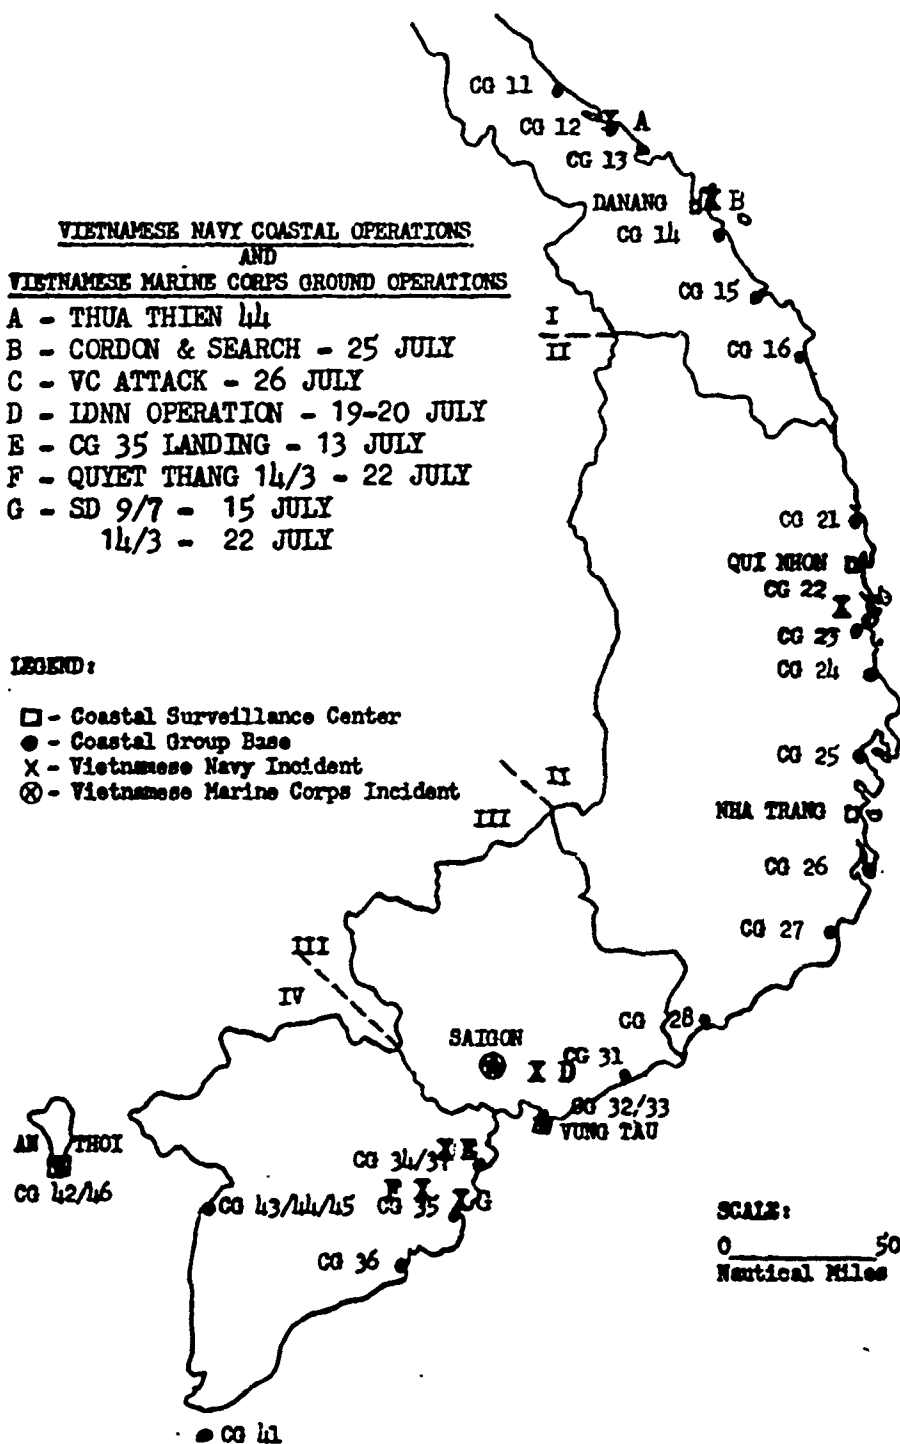 CG 11
CG 12
A
CG 13
DANANG
B
CG 14
CG 15
CG 16
VIETNAMESE NAVY COASTAL OPERATIONS
AND
VIETNAMESE MARINE CORPS GROUND OPERATIONS
A - THUA THIEN 44
B - CORDON & SEARCH - 25 JULY
C - VC ATTACK - 26 JULY
D - LDNN OPERATION - 19-20 JULY
E - CG 35 LANDING - 13 JULY
F - QUYET THANG 14/3 - 22 JULY
G - SD 9/7 - 15 JULY
14/3 - 22 JULY
I
II
CG 21
QUI NHON
CG 22
X
CG 23
CG 24
LEGEND:
- Coastal Surveillance Center
- Coastal Group Base
X - Vietnamese Navy Incident
- Vietnamese Marine Corps Incident
CG 25
II
III
NHA TRANG
CG 26
CG 27
III
IV
CG 28
SAIGON
X D
CG 31
CG 32/33
VUNG TAU
AN THOI
CG 42/46
X E
CG 34/37
F X
CG 43/44/45
CG 35
X G
CG 36
SCALE:
0 50
Nautical Miles
CG 41